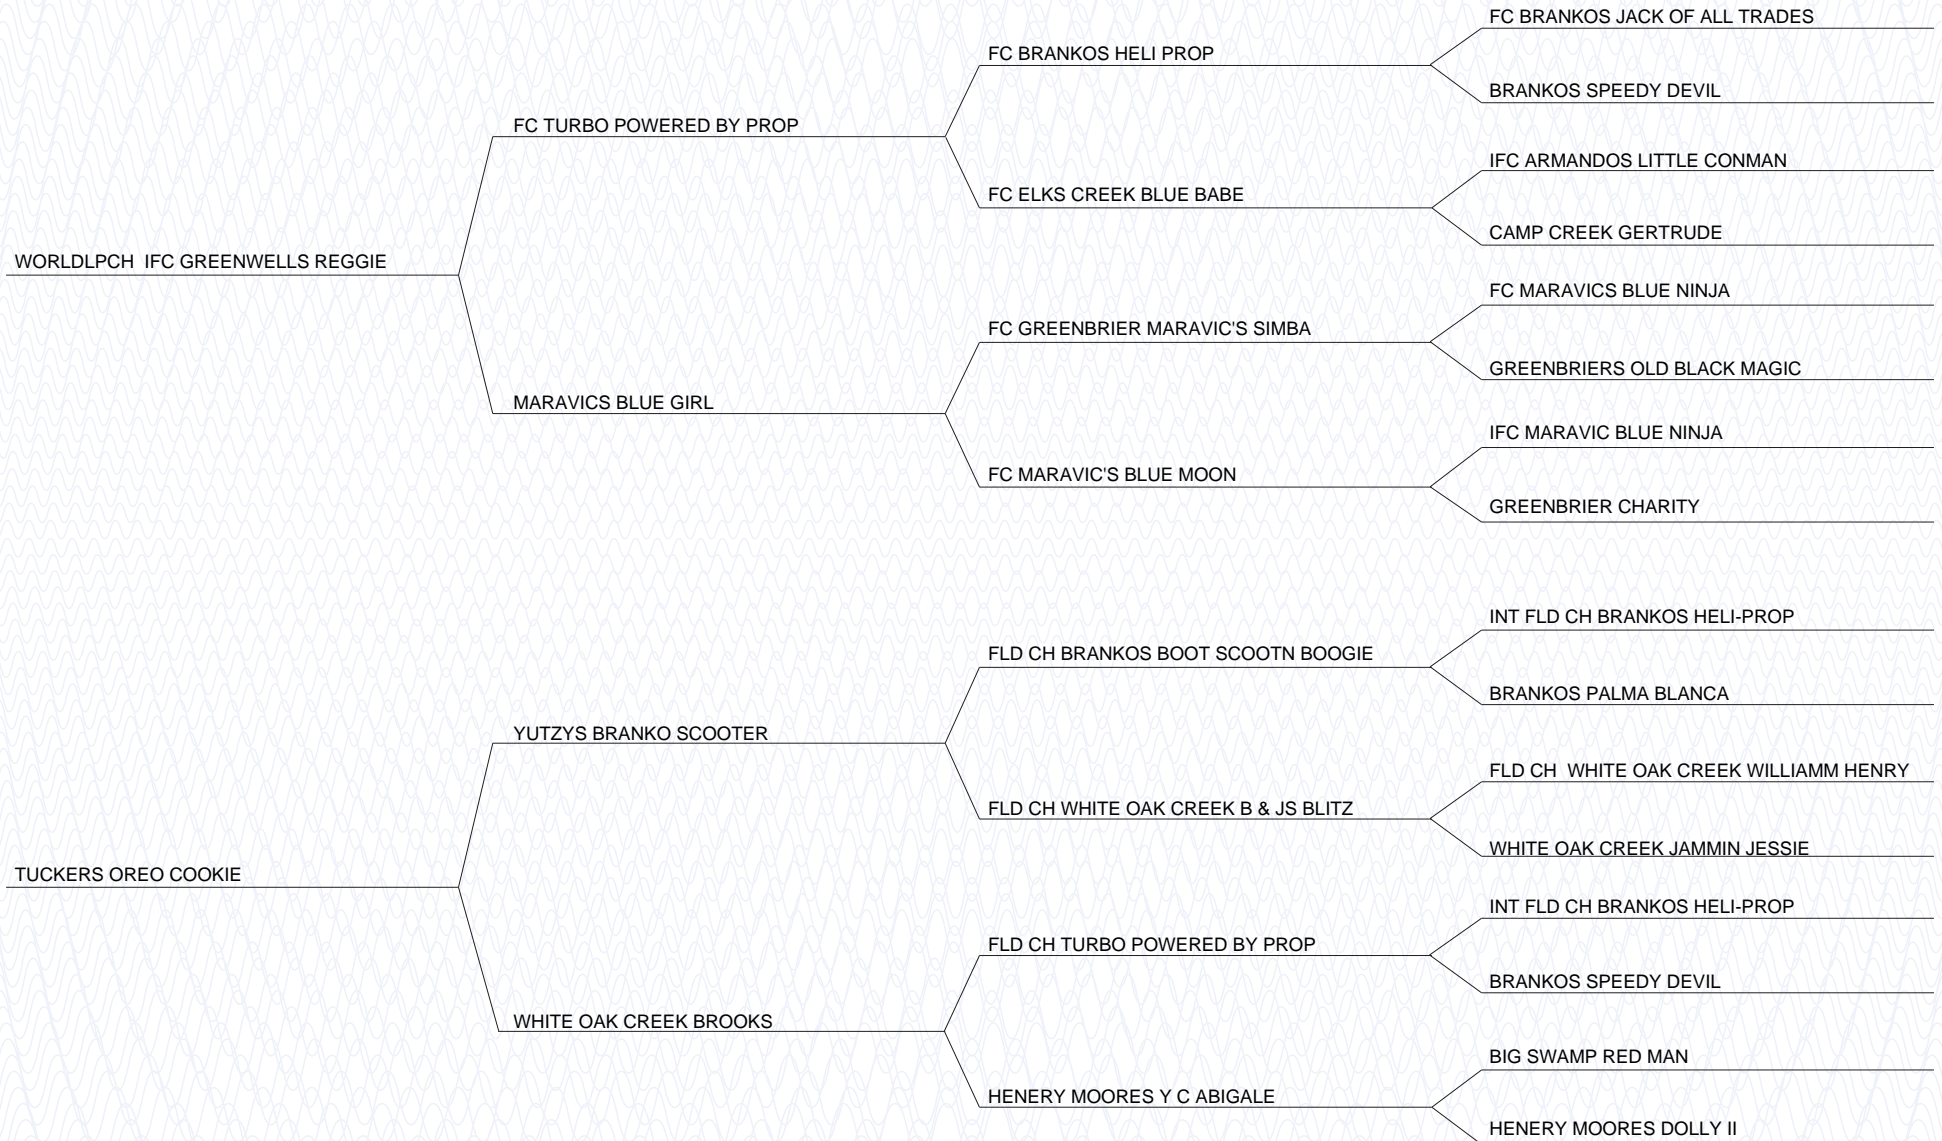 FC BRANKOS JACK OF ALL TRADES
FC BRANKOS HELI PROP
BRANKOS SPEEDY DEVIL
FC TURBO POWERED BY PROP
IFC ARMANDOS LITTLE CONMAN
FC ELKS CREEK BLUE BABE
CAMP CREEK GERTRUDE
WORLDLPCH  IFC GREENWELLS REGGIE
FC MARAVICS BLUE NINJA
FC GREENBRIER MARAVIC'S SIMBA
GREENBRIERS OLD BLACK MAGIC
MARAVICS BLUE GIRL
IFC MARAVIC BLUE NINJA
FC MARAVIC'S BLUE MOON
GREENBRIER CHARITY
INT FLD CH BRANKOS HELI-PROP
FLD CH BRANKOS BOOT SCOOTN BOOGIE
BRANKOS PALMA BLANCA
YUTZYS BRANKO SCOOTER
FLD CH  WHITE OAK CREEK WILLIAMM HENRY
FLD CH WHITE OAK CREEK B & JS BLITZ
WHITE OAK CREEK JAMMIN JESSIE
TUCKERS OREO COOKIE
INT FLD CH BRANKOS HELI-PROP
FLD CH TURBO POWERED BY PROP
BRANKOS SPEEDY DEVIL
WHITE OAK CREEK BROOKS
BIG SWAMP RED MAN
HENERY MOORES Y C ABIGALE
HENERY MOORES DOLLY II